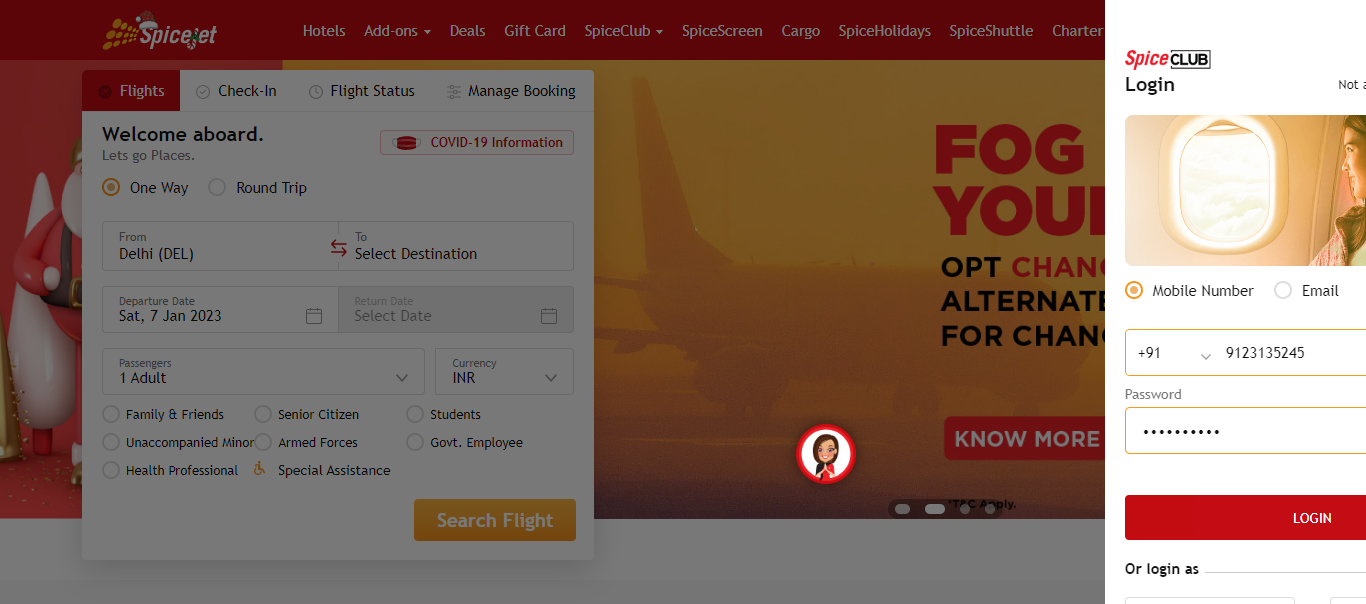 SpiceJet
Hotels Add-ons Deals Gift Card SpiceClub SpiceScreen Cargo SpiceHolidays SpiceShuttle Charter
Flights Check-In Flight Status Manage Booking
Welcome aboard.
Lets go Places.
COVID-19 Information
One Way Round Trip
From
Delhi (DEL)
To
Select Destination
Departure Date
Sat, 7 Jan 2023
Return Date
Select Date
Passengers
1 Adult
Currency
INR
Family & Friends Senior Citizen Students
Unaccompanied Minor Armed Forces Govt. Employee
Health Professional Special Assistance
Search Flight
FOG
YOU
OPT CHAN
ALTERNATE
FOR CHAN
KNOW MORE
*T&C Apply.
SpiceCLUB
Login
Not a
Mobile Number Email
+91 9123135245
Password
••••••••••
LOGIN
Or login as